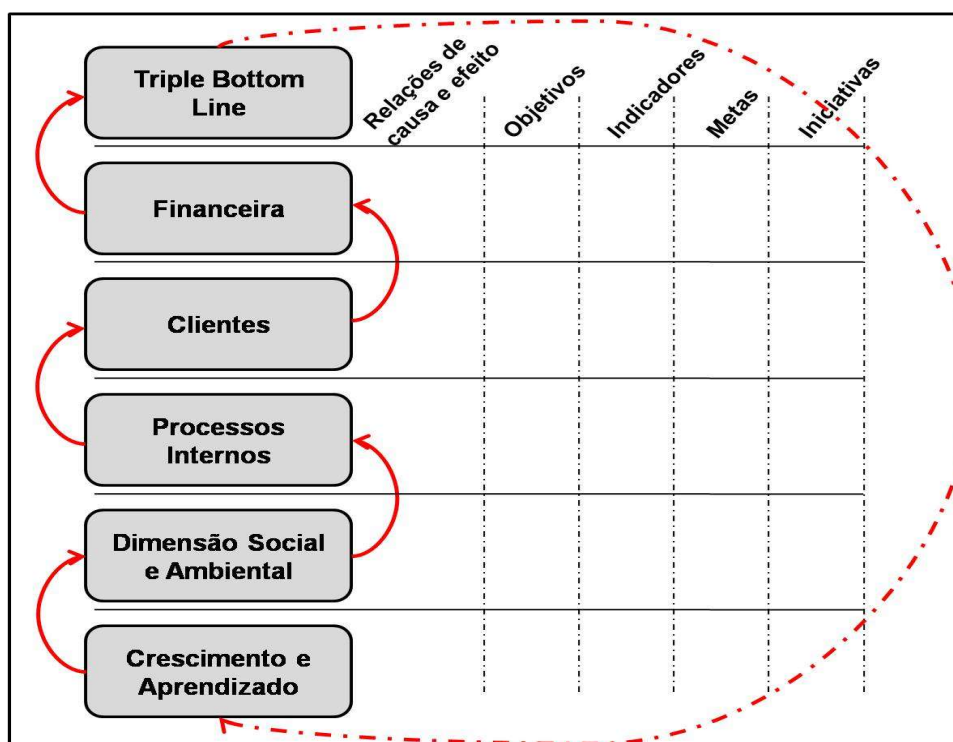 Triple Bottom
Line
Relações de
causa e efeito
Objetivos
Indicadores
Metas
Iniciativas
Financeira
Clientes
Processos
Internos
Dimensão Social
e Ambiental
Crescimento e
Aprendizado